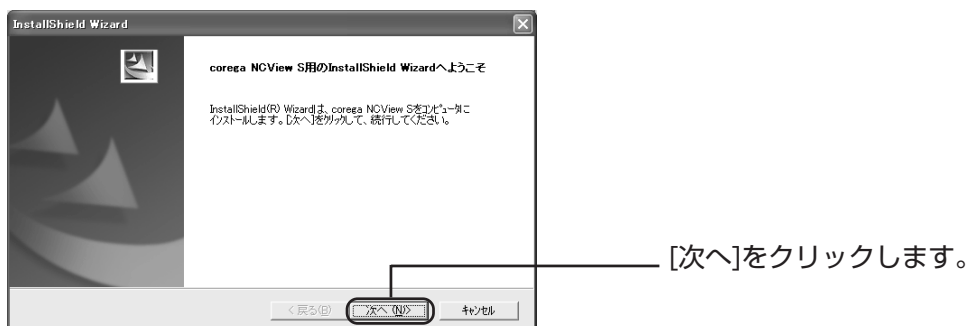 InstallShield Wizard
corega NCView S用のInstallShield Wizardへようこそ
InstallShield(R) Wizardは、corega NCView Sをコンピュータに
インストールします。[次へ]をクリックして、続行してください。
[次へ]をクリックします。
< 戻る(B)
次へ (N)>
キャンセル